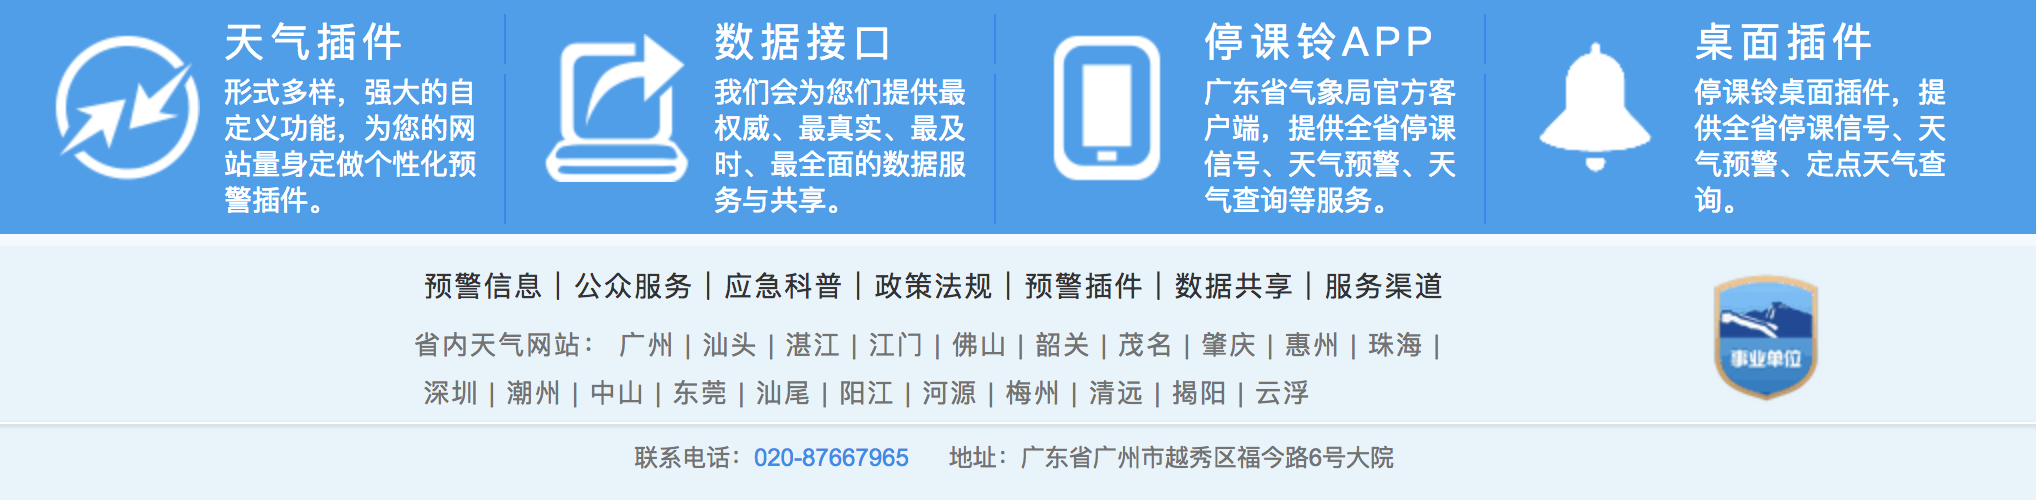 天气插件
形式多样，强大的自
定义功能，为您的网
站量身定做个性化预
警插件。
数据接口
我们会为您们提供最
权威、最真实、最及
时、最全面的数据服
务与共享。
停课铃APP
广东省气象局官方客
户端，提供全省停课
信号、天气预警、天
气查询等服务。
桌面插件
停课铃桌面插件，提
供全省停课信号、天
气预警、定点天气查
询。
预警信息 | 公众服务 | 应急科普 | 政策法规 | 预警插件 | 数据共享 | 服务渠道
省内天气网站： 广州 | 汕头 | 湛江 | 江门 | 佛山 | 韶关 | 茂名 | 肇庆 | 惠州 | 珠海 |
深圳 | 潮州 | 中山 | 东莞 | 汕尾 | 阳江 | 河源 | 梅州 | 清远 | 揭阳 | 云浮
事业单位
联系电话：020-87667965 地址：广东省广州市越秀区福今路6号大院